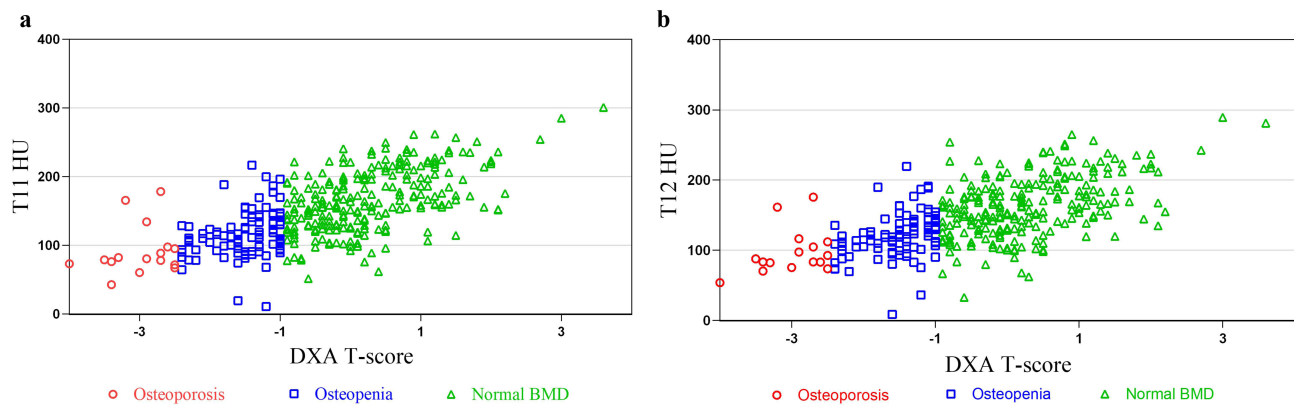 a
400
300
200
100
0
T11 HU
-3 -1 1 3
DXA T-score
Osteoporosis Osteopenia Normal BMD
b
400
300
200
100
0
T12 HU
-3 -1 1 3
DXA T-score
Osteoporosis Osteopenia Normal BMD